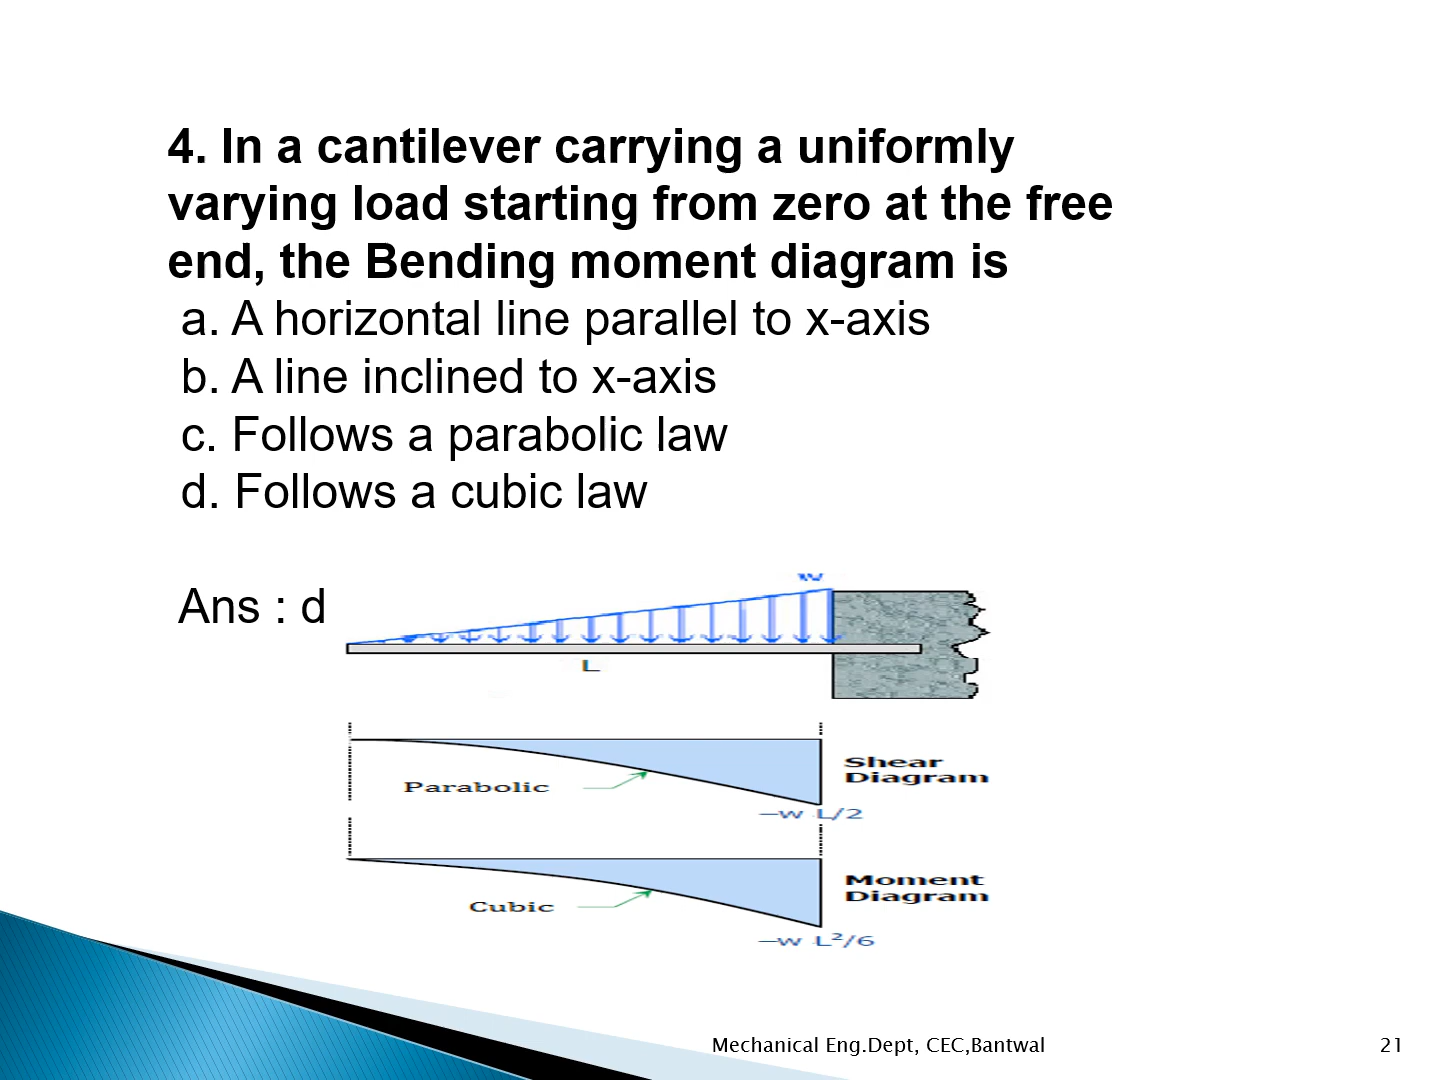 4. In a cantilever carrying a uniformly
varying load starting from zero at the free
end, the Bending moment diagram is
a. A horizontal line parallel to x-axis
b. A line inclined to x-axis
c. Follows a parabolic law
d. Follows a cubic law
Ans : d
w
L
Shear
Diagram
Parabolic
–w L/2
Moment
Diagram
Cubic
–w L²/6
Mechanical Eng.Dept, CEC,Bantwal
21